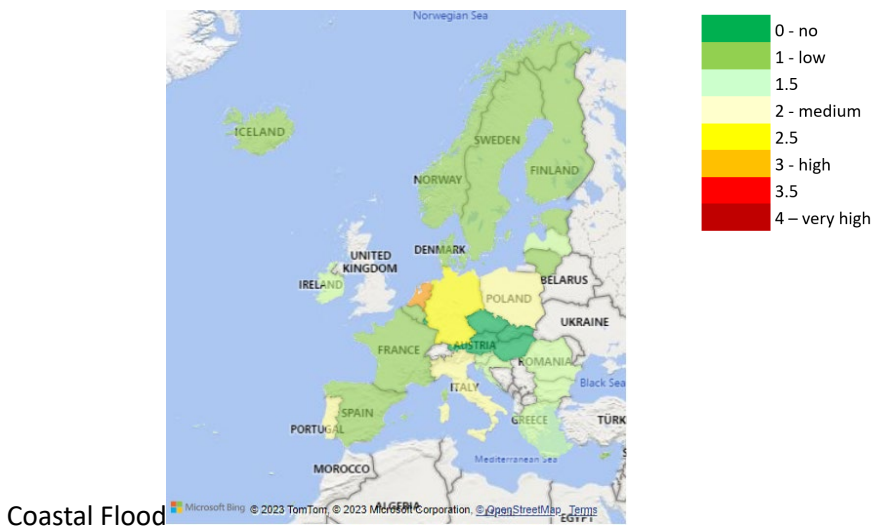 Norwegian Sea
ICELAND
SWEDEN
NORWAY
FINLAND
DENMARK
UNITED
KINGDOM
IRELAND
BELARUS
POLAND
UKRAINE
AUSTRIA
FRANCE
ROMANIA
ITALY
Black Sea
SPAIN
GREECE
TÜRK
PORTUGAL
Mediterranean Sea
MOROCCO
ALGERIA
EGYPT
Microsoft Bing © 2023 TomTom, © 2023 Microsoft Corporation, © OpenStreetMap Terms
Coastal Flood
0 - no
1 - low
1.5
2 - medium
2.5
3 - high
3.5
4 – very high